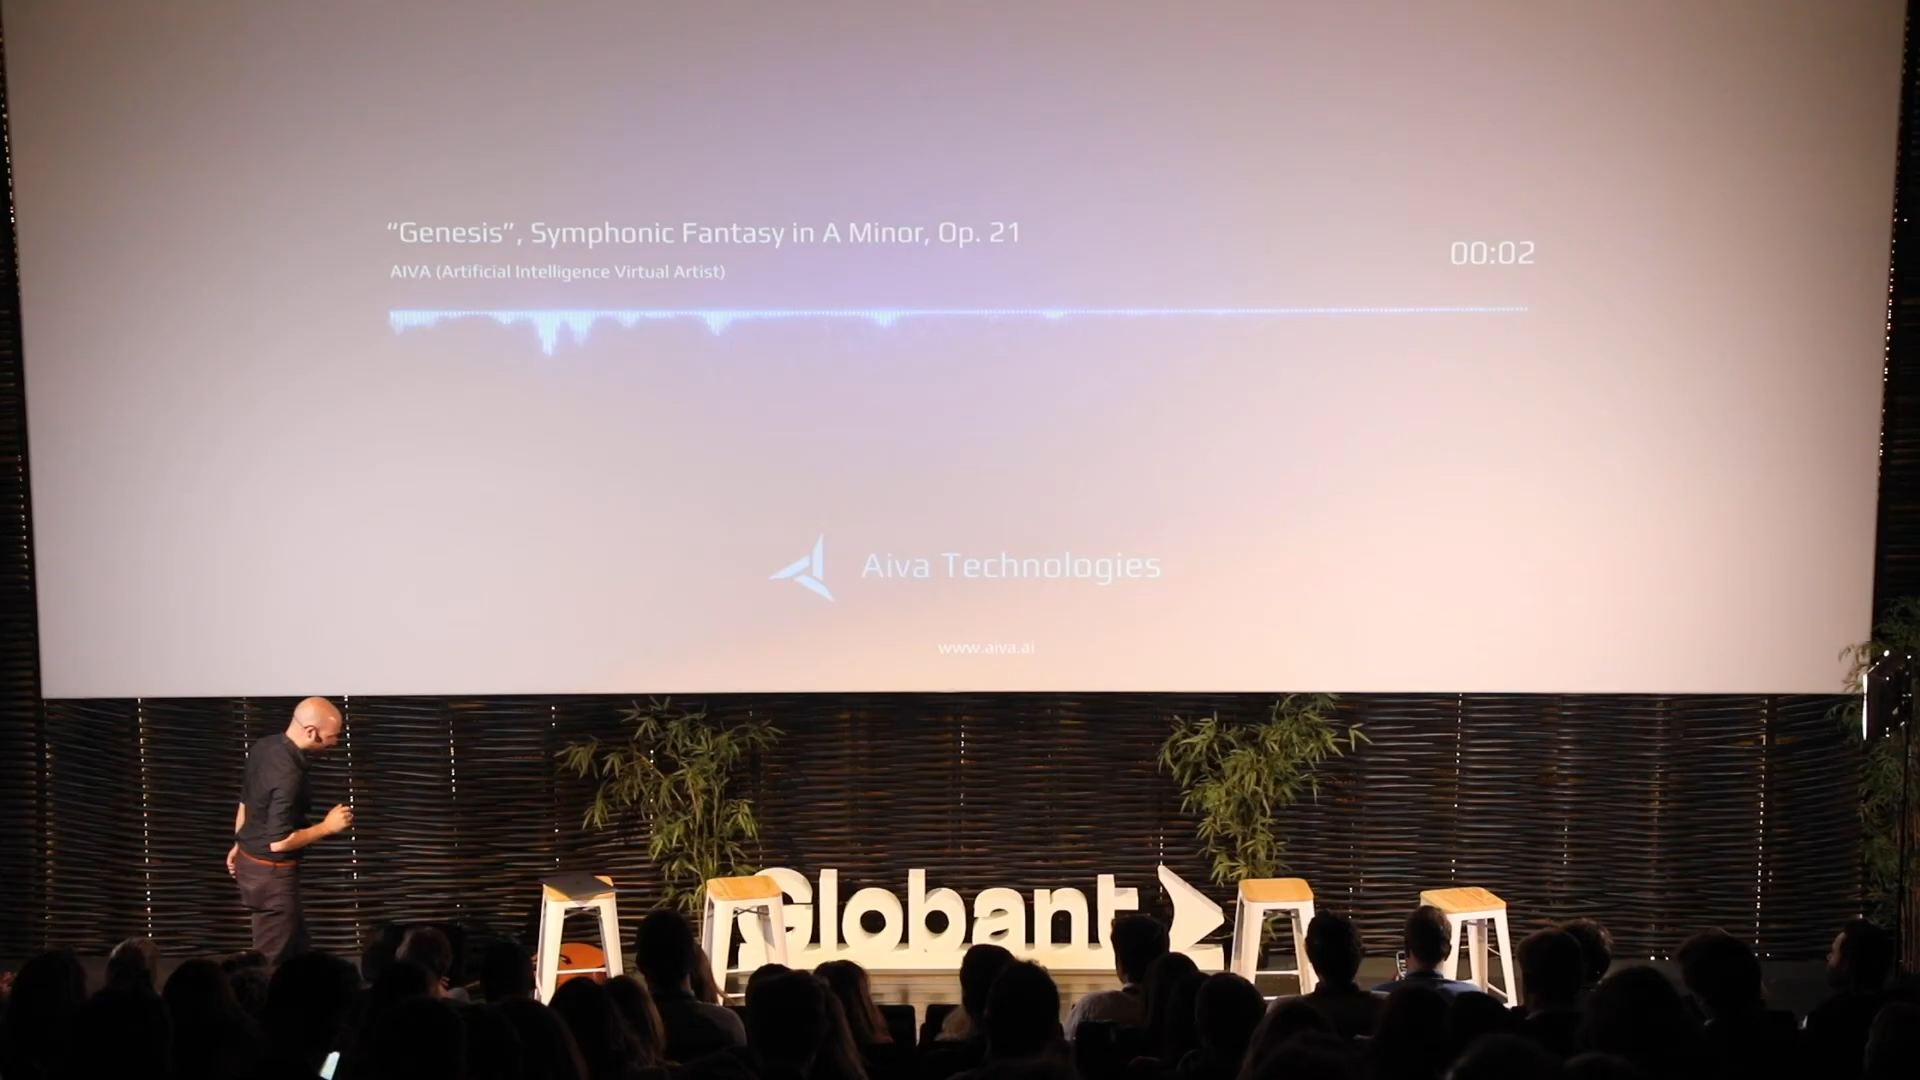 “Genesis”, Symphonic Fantasy in A Minor, Op. 21
00:02
AIVA (Artificial Intelligence Virtual Artist)
Aiva Technologies
www.aiva.ai
Globant